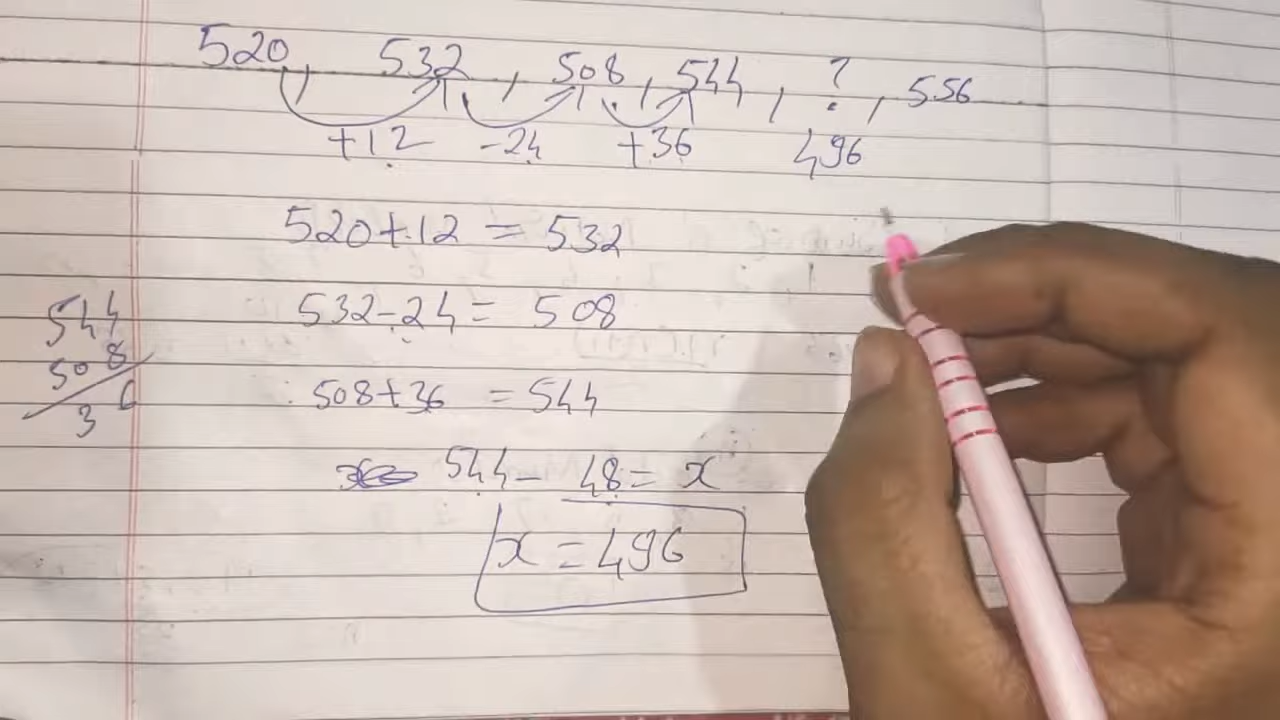 520, 532, 508, 544, ?, 556
+12 -24 +36 496
520+12 = 532
532-24= 508
544
508
36
508+36 =544
544- 48= x
x=496